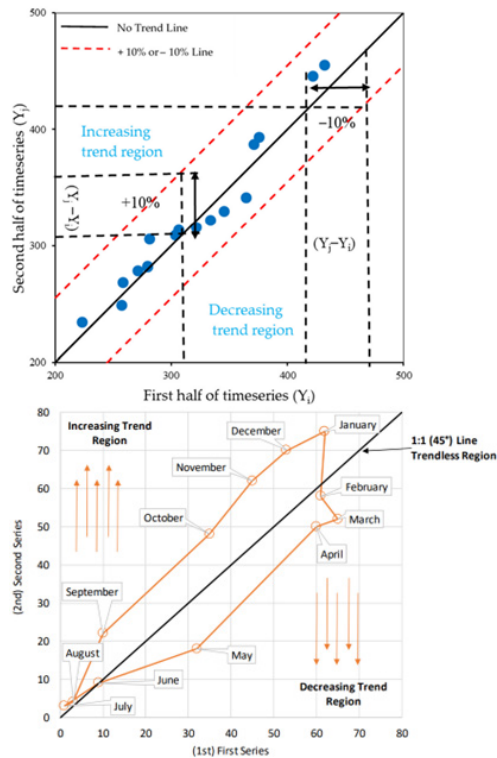 500
No Trend Line
+ 10% or – 10% Line
Second half of timeseries (Yj)
400
Increasing
trend region
–10%
(Yj–Yi)
+10%
300
(Yj–Yi)
Decreasing
trend region
200
200
300
400
500
First half of timeseries (Yi)
80
Increasing Trend
Region
December
January
1:1 (45°) Line
Trendless Region
70
November
February
60
October
March
50
April
(2nd) Second Series
40
30
September
20
August
May
June
Decreasing Trend
Region
10
July
0
0
10
20
30
40
50
60
70
80
(1st) First Series